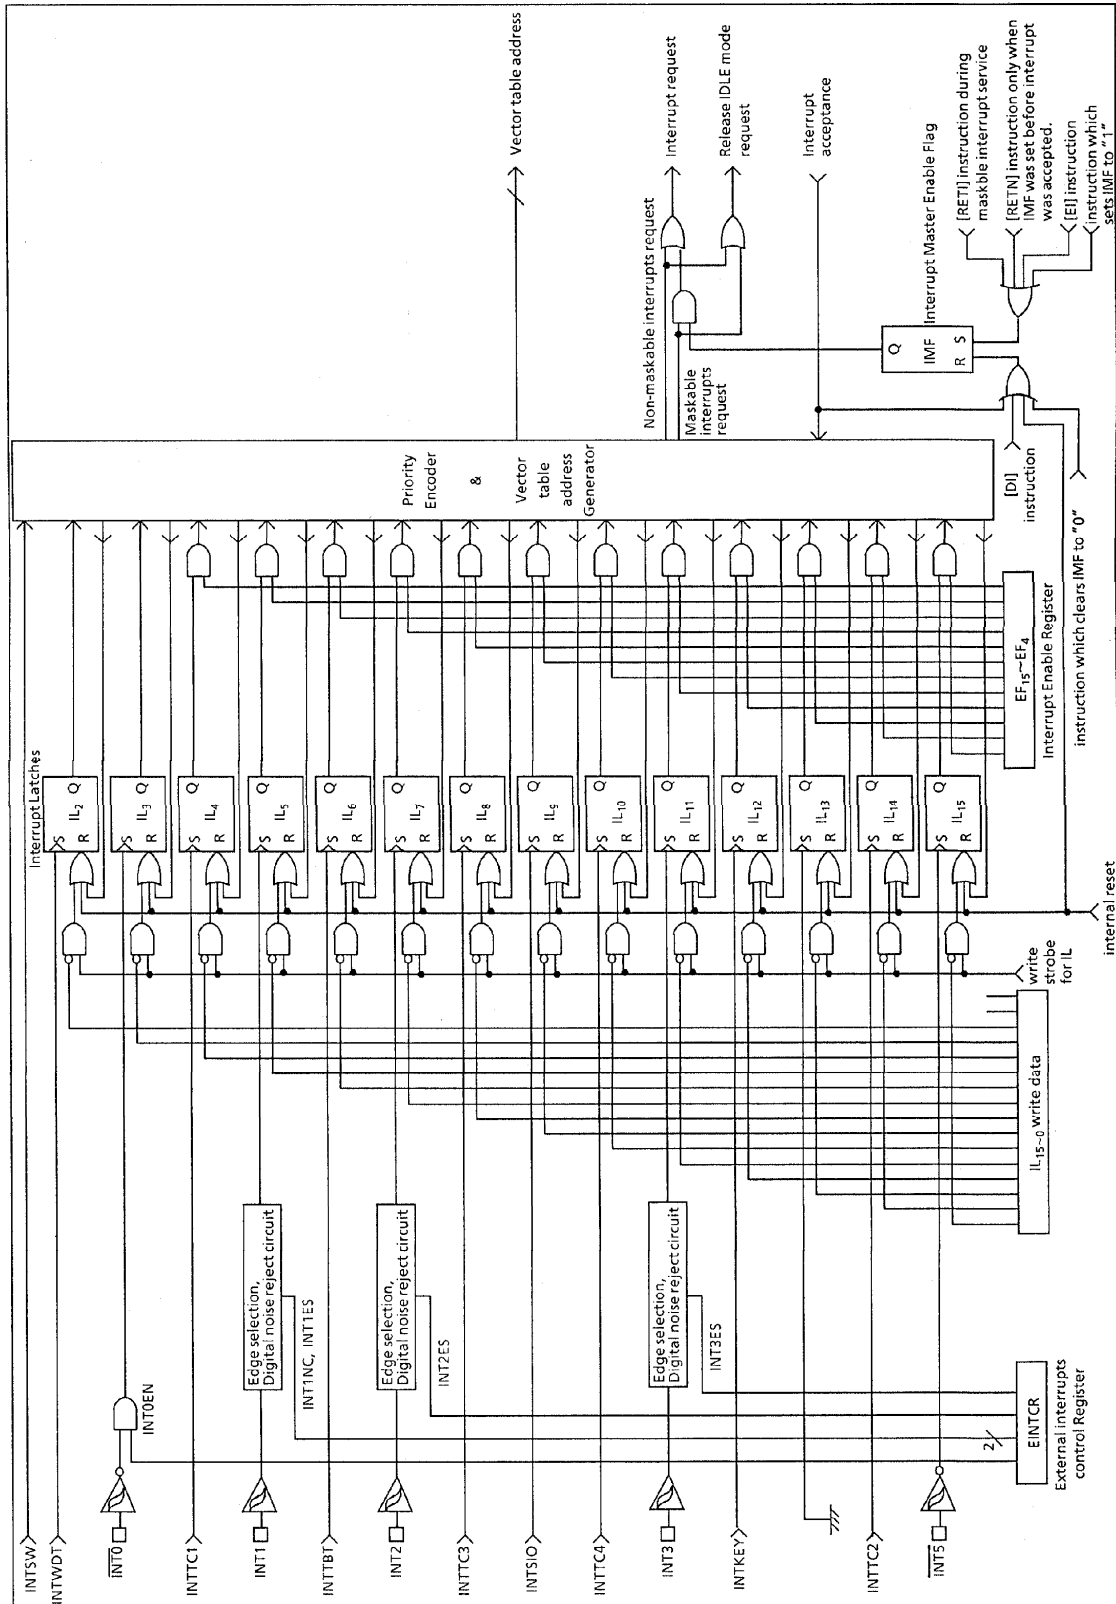 INTSW
INTWDT
INT0
INTTC1
INT1
INTTBT
INT2
INTTC3
INTSIO
INTTC4
INT3
INTKEY
INTTC2
INT5
INT0EN
Edge selection,
Digital noise reject circuit
INT1NC, INT1ES
Edge selection,
Digital noise reject circuit
INT2ES
Edge selection,
Digital noise reject circuit
INT3ES
2
EINTCR
External interrupts
control Register
IL15~0 write data
write
strobe
for IL
internal reset
Interrupt Latches
S IL2 Q
R
S IL3 Q
R
S IL4 Q
R
S IL5 Q
R
S IL6 Q
R
S IL7 Q
R
S IL8 Q
R
S IL9 Q
R
S IL10 Q
R
S IL11 Q
R
S IL12 Q
R
S IL13 Q
R
S IL14 Q
R
S IL15 Q
R
EF15~EF4
Interrupt Enable Register
instruction which clears IMF to "0"
Priority
Encoder
&
Vector
table
address
Generator
[DI]
instruction
Vector table address
Non-maskable interrupts request
Maskable
interrupts
request
Interrupt request
Release IDLE mode
request
Interrupt
acceptance
Interrupt Master Enable Flag
Q
IMF
R S
[RETI] instruction during
maskble interrupt service
[RETN] instruction only when
IMF was set before interrupt
was accepted.
[EI] instruction
instruction which
sets IMF to "1"